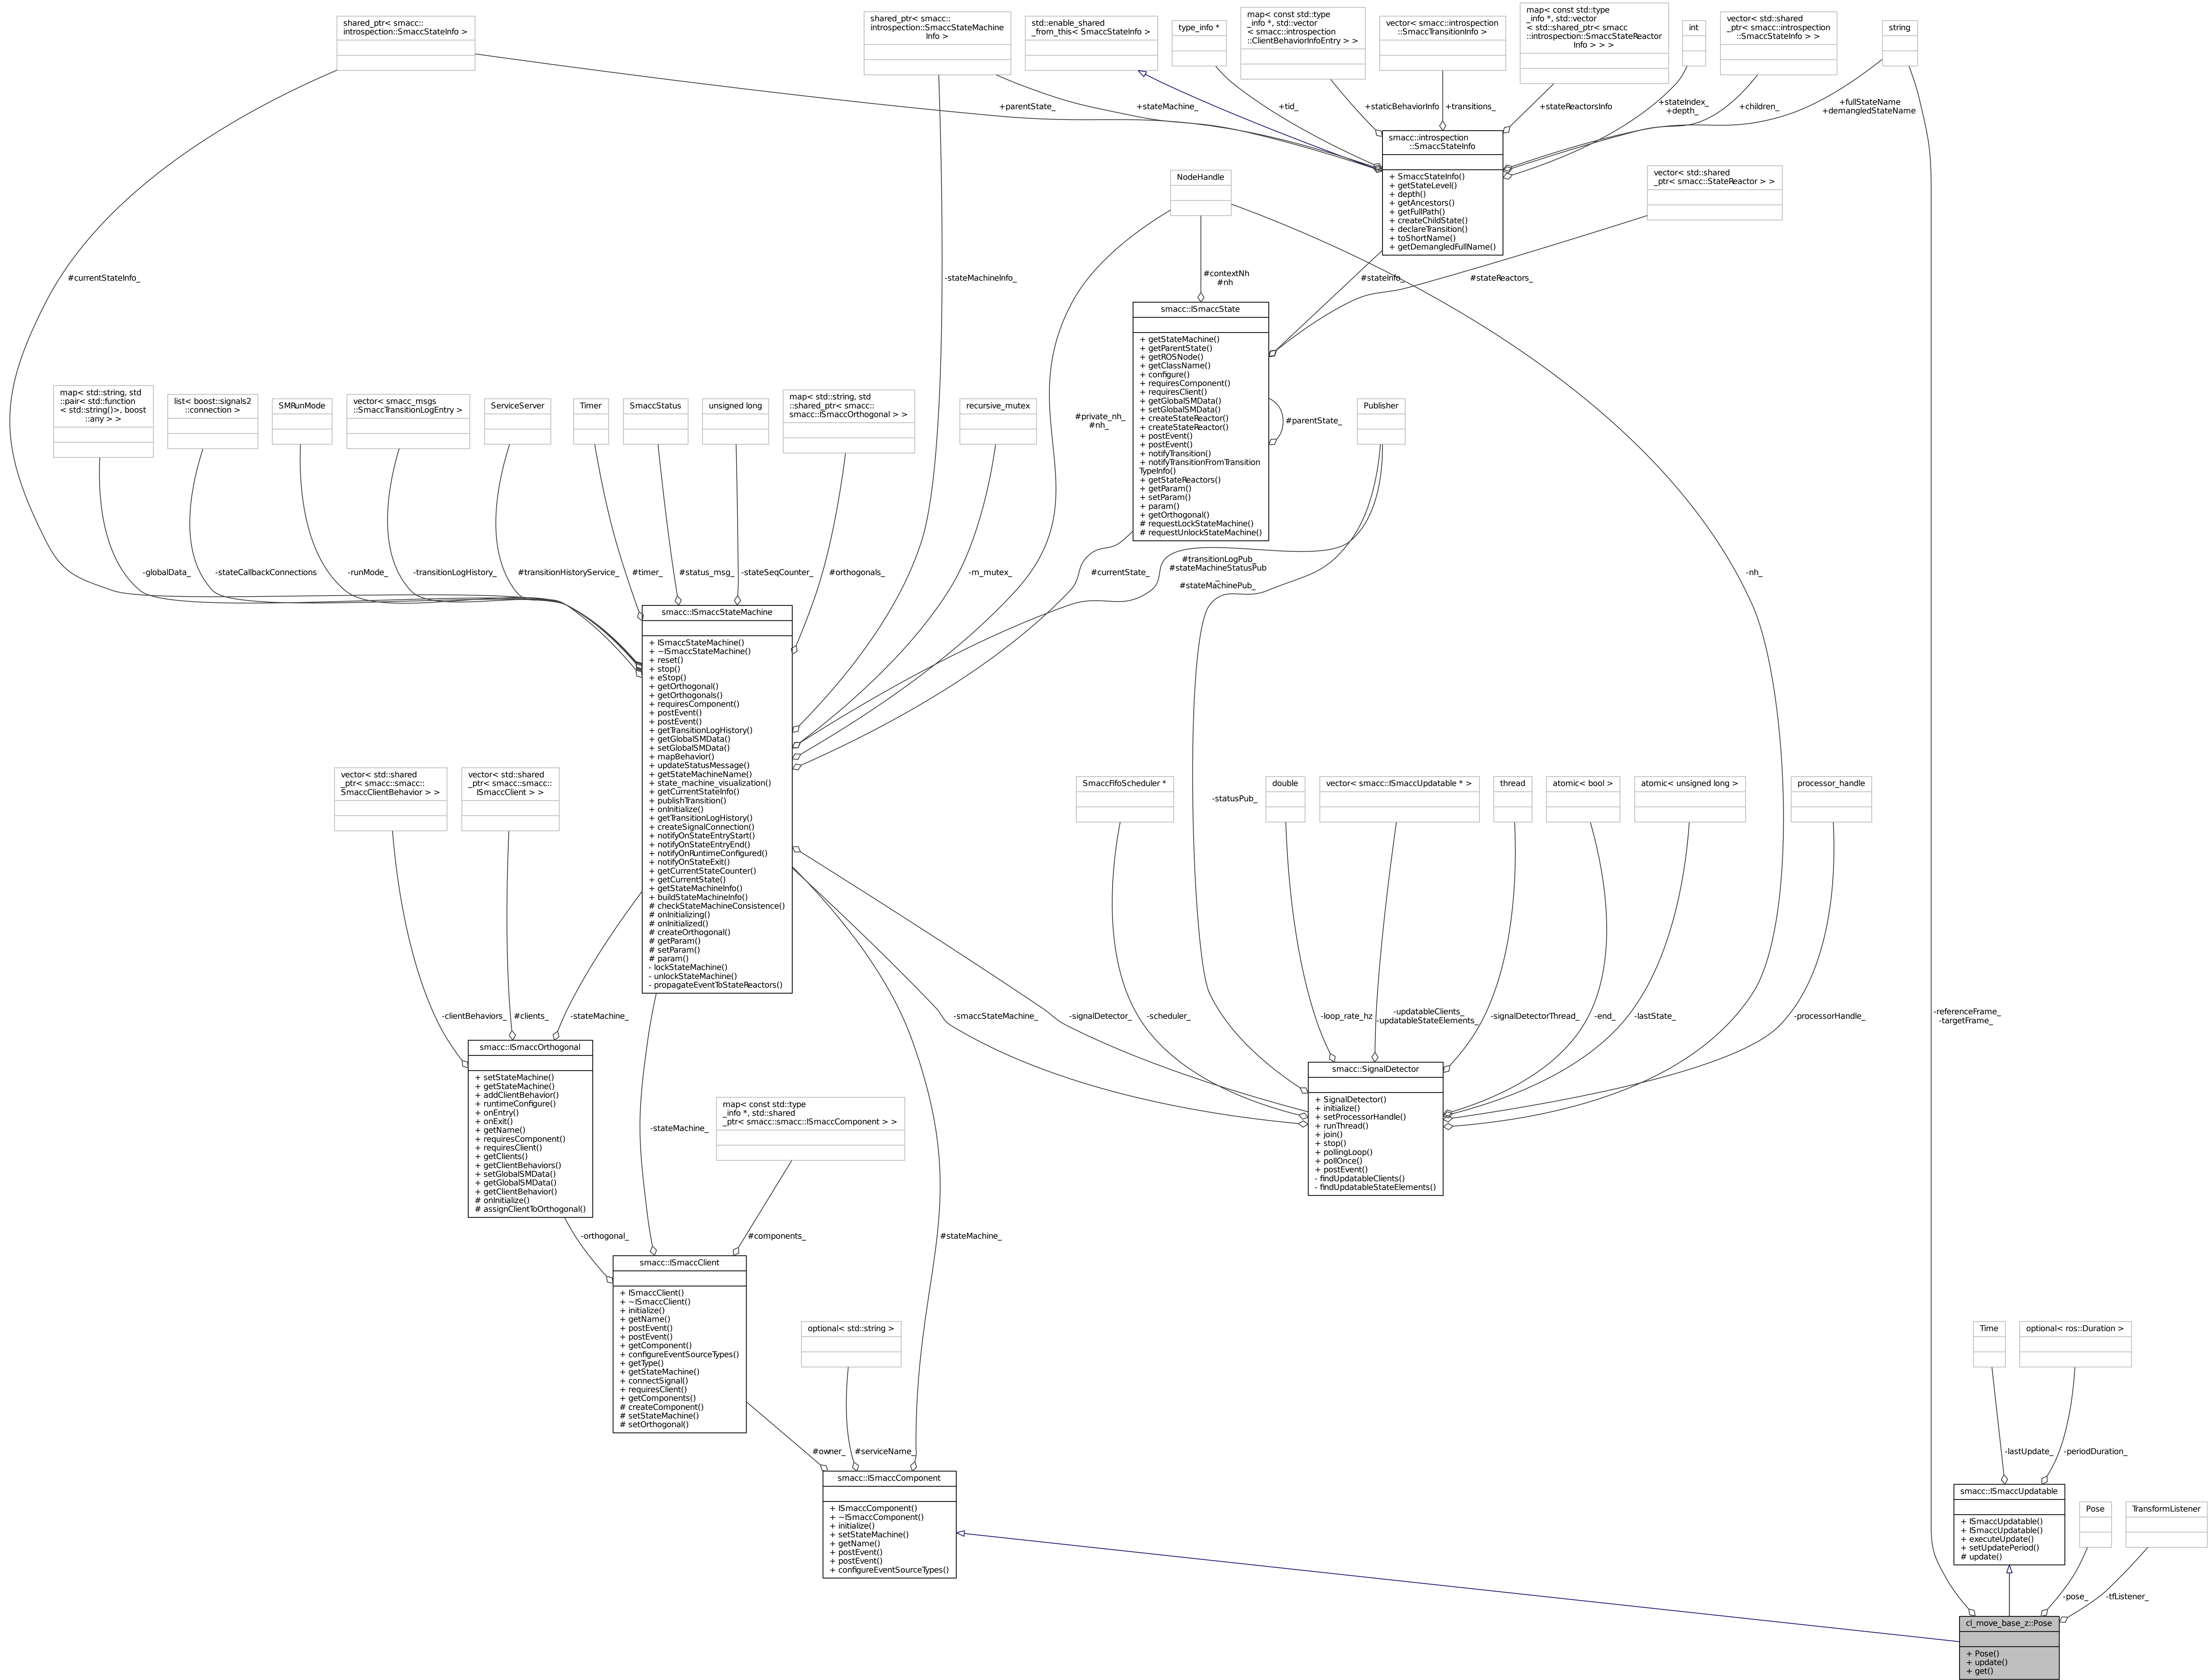 shared_ptr< smacc::
introspection::SmaccStateInfo >
shared_ptr< smacc::
introspection::SmaccStateMachine
Info >
std::enable_shared
_from_this< SmaccStateInfo >
type_info *
map< const std::type
_info *, std::vector
< smacc::introspection
::ClientBehaviorInfoEntry > >
vector< smacc::introspection
::SmaccTransitionInfo >
map< const std::type
_info *, std::vector
< std::shared_ptr< smacc
::introspection::SmaccStateReactor
Info > > >
int
vector< std::shared
_ptr< smacc::introspection
::SmaccStateInfo > >
string
+parentState_
+stateMachine_
+tid_
+staticBehaviorInfo
+transitions_
+stateReactorsInfo
+stateIndex_
+depth_
+children_
+fullStateName
+demangledStateName
smacc::introspection
::SmaccStateInfo
+ SmaccStateInfo()
+ getStateLevel()
+ depth()
+ getAncestors()
+ getFullPath()
+ createChildState()
+ declareTransition()
+ toShortName()
+ getDemangledFullName()
NodeHandle
vector< std::shared
_ptr< smacc::StateReactor > >
#currentStateInfo_
-stateMachineInfo_
#contextNh
#nh
#stateInfo_
#stateReactors_
smacc::ISmaccState
+ getStateMachine()
+ getParentState()
+ getROSNode()
+ getClassName()
+ configure()
+ requiresComponent()
+ requiresClient()
+ getGlobalSMData()
+ setGlobalSMData()
+ createStateReactor()
+ createStateReactor()
+ postEvent()
+ postEvent()
+ notifyTransition()
+ notifyTransitionFromTransition
TypeInfo()
+ getStateReactors()
+ getParam()
+ setParam()
+ param()
+ getOrthogonal()
# requestLockStateMachine()
# requestUnlockStateMachine()
#parentState_
map< std::string, std
::pair< std::function
< std::string()>, boost
::any > >
list< boost::signals2
::connection >
SMRunMode
vector< smacc_msgs
::SmaccTransitionLogEntry >
ServiceServer
Timer
SmaccStatus
unsigned long
map< std::string, std
::shared_ptr< smacc::
smacc::ISmaccOrthogonal > >
recursive_mutex
#private_nh_
#nh_
Publisher
-globalData_
-stateCallbackConnections
-runMode_
-transitionLogHistory_
#transitionHistoryService_
#timer_
#status_msg_
-stateSeqCounter_
#orthogonals_
-m_mutex_
#currentState_
#transitionLogPub_
#stateMachineStatusPub
_
#stateMachinePub_
-nh_
smacc::ISmaccStateMachine
+ ISmaccStateMachine()
+ ~ISmaccStateMachine()
+ reset()
+ stop()
+ eStop()
+ getOrthogonal()
+ getOrthogonals()
+ requiresComponent()
+ postEvent()
+ postEvent()
+ getTransitionLogHistory()
+ getGlobalSMData()
+ setGlobalSMData()
+ mapBehavior()
+ updateStatusMessage()
+ getStateMachineName()
+ state_machine_visualization()
+ getCurrentStateInfo()
+ publishTransition()
+ onInitialize()
+ getTransitionLogHistory()
+ createSignalConnection()
+ notifyOnStateEntryStart()
+ notifyOnStateEntryEnd()
+ notifyOnRuntimeConfigured()
+ notifyOnStateExit()
+ getCurrentStateCounter()
+ getCurrentState()
+ getStateMachineInfo()
+ buildStateMachineInfo()
# checkStateMachineConsistence()
# onInitializing()
# onInitialized()
# createOrthogonal()
# getParam()
# setParam()
# param()
- lockStateMachine()
- unlockStateMachine()
- propagateEventToStateReactors()
vector< std::shared
_ptr< smacc::smacc::
SmaccClientBehavior > >
vector< std::shared
_ptr< smacc::smacc::
ISmaccClient > >
SmaccFifoScheduler *
double
vector< smacc::ISmaccUpdatable * >
thread
atomic< bool >
atomic< unsigned long >
processor_handle
-statusPub_
-clientBehaviors_
#clients_
-stateMachine_
-smaccStateMachine_
-signalDetector_
-scheduler_
-loop_rate_hz
-updatableClients_
-updatableStateElements_
-signalDetectorThread_
-end_
-lastState_
-processorHandle_
-referenceFrame_
-targetFrame_
smacc::ISmaccOrthogonal
+ setStateMachine()
+ getStateMachine()
+ addClientBehavior()
+ runtimeConfigure()
+ onEntry()
+ onExit()
+ getName()
+ requiresComponent()
+ requiresClient()
+ getClients()
+ getClientBehaviors()
+ setGlobalSMData()
+ getGlobalSMData()
+ getClientBehavior()
# onInitialize()
# assignClientToOrthogonal()
smacc::SignalDetector
+ SignalDetector()
+ initialize()
+ setProcessorHandle()
+ runThread()
+ join()
+ stop()
+ pollingLoop()
+ pollOnce()
+ postEvent()
- findUpdatableClients()
- findUpdatableStateElements()
map< const std::type
_info *, std::shared
_ptr< smacc::smacc::ISmaccComponent > >
-stateMachine_
-orthogonal_
#components_
#stateMachine_
smacc::ISmaccClient
+ ISmaccClient()
+ ~ISmaccClient()
+ initialize()
+ getName()
+ postEvent()
+ postEvent()
+ getComponent()
+ configureEventSourceTypes()
+ getType()
+ getStateMachine()
+ connectSignal()
+ requiresClient()
+ getComponents()
# createComponent()
# setStateMachine()
# setOrthogonal()
optional< std::string >
Time
optional< ros::Duration >
#owner_
#serviceName_
-lastUpdate_
-periodDuration_
smacc::ISmaccComponent
+ ISmaccComponent()
+ ~ISmaccComponent()
+ initialize()
+ setStateMachine()
+ getName()
+ postEvent()
+ postEvent()
+ configureEventSourceTypes()
smacc::ISmaccUpdatable
+ ISmaccUpdatable()
+ ISmaccUpdatable()
+ executeUpdate()
+ setUpdatePeriod()
# update()
Pose
TransformListener
-pose_
-tfListener_
cl_move_base_z::Pose
+ Pose()
+ update()
+ get()